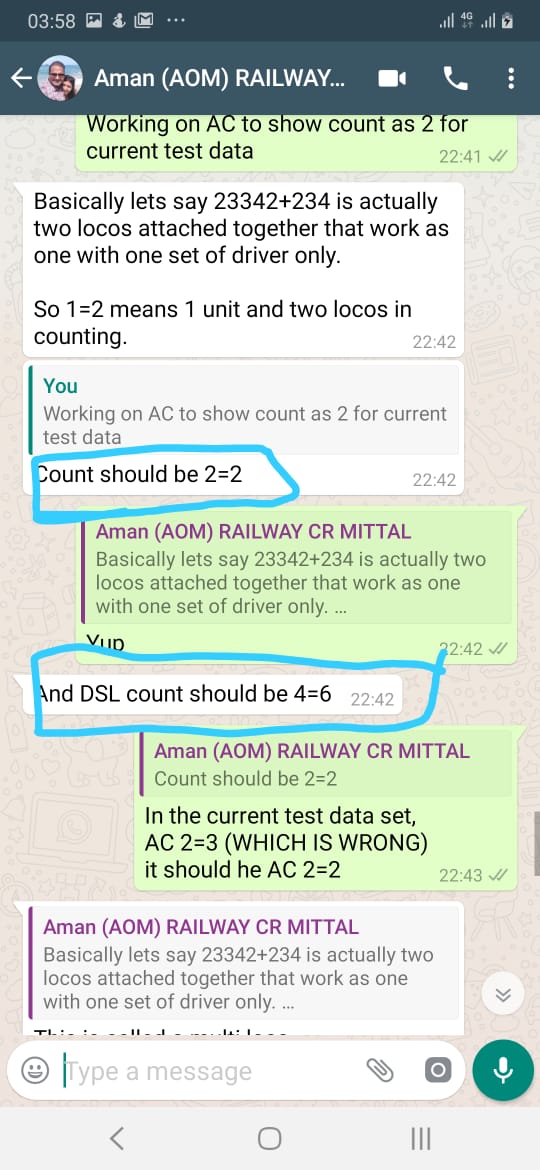 03:58
4G
Aman (AOM) RAILWAY...
Working on AC to show count as 2 for
current test data
22:41
Basically lets say 23342+234 is actually
two locos attached together that work as
one with one set of driver only.
So 1=2 means 1 unit and two locos in
counting.
22:42
You
Working on AC to show count as 2 for current
test data
Count should be 2=2
22:42
Aman (AOM) RAILWAY CR MITTAL
Basically lets say 23342+234 is actually two
locos attached together that work as one
with one set of driver only. ...
Yup
22:42
And DSL count should be 4=6
22:42
Aman (AOM) RAILWAY CR MITTAL
Count should be 2=2
In the current test data set,
AC 2=3 (WHICH IS WRONG)
it should he AC 2=2
22:43
Aman (AOM) RAILWAY CR MITTAL
Basically lets say 23342+234 is actually two
locos attached together that work as one
with one set of driver only. ...
Type a message